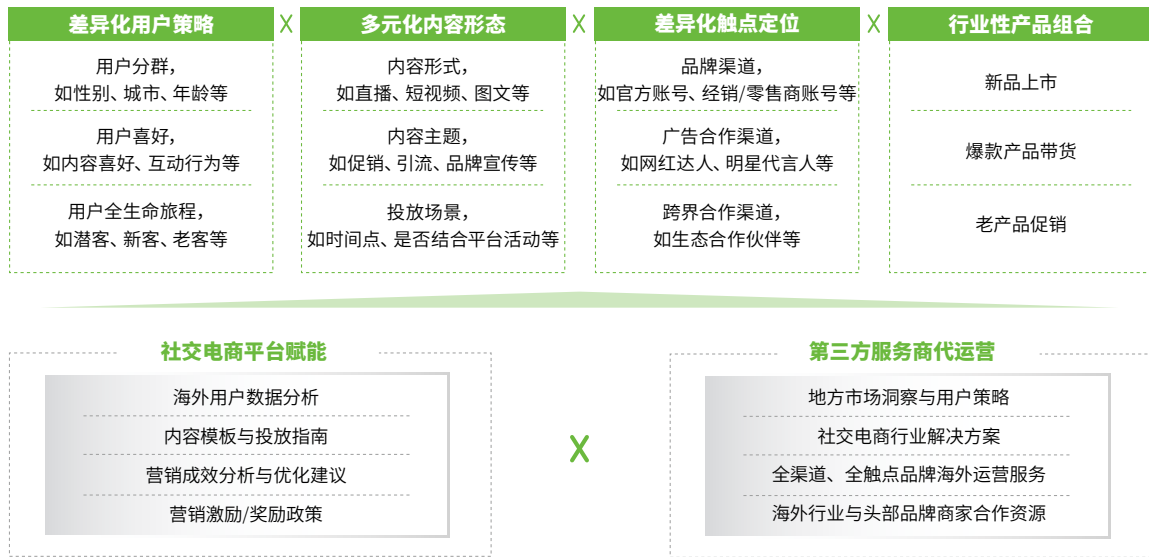 差异化用户策略 X 多元化内容形态 X 差异化触点定位 X 行业性产品组合
用户分群，
如性别、城市、年龄等
用户喜好，
如内容喜好、互动行为等
用户全生命旅程，
如潜客、新客、老客等
内容形式，
如直播、短视频、图文等
内容主题，
如促销、引流、品牌宣传等
投放场景，
如时间点、是否结合平台活动等
品牌渠道，
如官方账号、经销/零售商账号等
广告合作渠道，
如网红达人、明星代言人等
跨界合作渠道，
如生态合作伙伴等
新品上市
爆款产品带货
老产品促销
社交电商平台赋能
海外用户数据分析
内容模板与投放指南
营销成效分析与优化建议
营销激励/奖励政策
X
第三方服务商代运营
地方市场洞察与用户策略
社交电商行业解决方案
全渠道、全触点品牌海外运营服务
海外行业与头部品牌商家合作资源